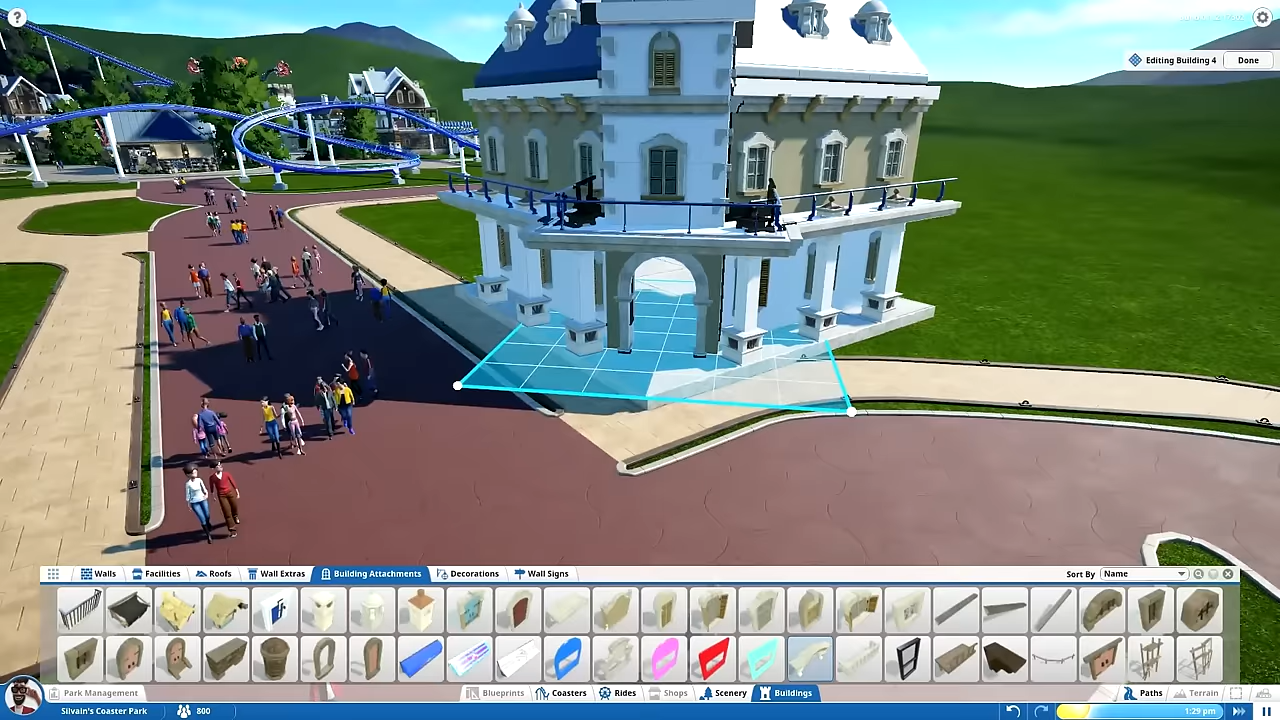 ?
Editing Building 4 Done
Walls Facilities Roofs Wall Extras Building Attachments Decorations Wall Signs Sort By Name
Park Management Blueprints Coasters Rides Shops Scenery Buildings Paths Terrain
Silvain's Coaster Park 800 1:29 pm